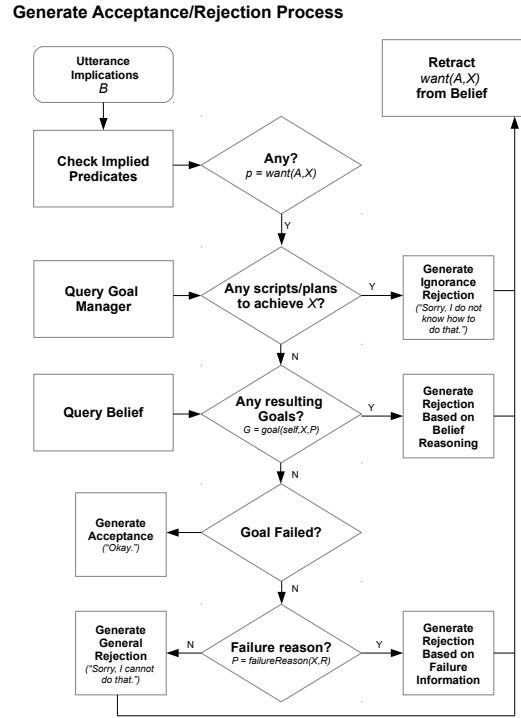 Generate Acceptance/Rejection Process
Utterance
Implications
B
Retract
want(A,X)
from Belief
Check Implied
Predicates
Any?
p = want(A,X)
Y
Query Goal
Manager
Any scripts/plans
to achieve X?
Y
Generate
Ignorance
Rejection
("Sorry, I do not
know how to
do that.")
N
Query Belief
Any resulting
Goals?
G = goal(self,X,P)
Y
Generate
Rejection
Based on
Belief
Reasoning
N
Generate
Acceptance
("Okay.")
Goal Failed?
N
Generate
General
Rejection
("Sorry, I cannot
do that.")
N
Failure reason?
P = failureReason(X,R)
Y
Generate
Rejection
Based on
Failure
Information